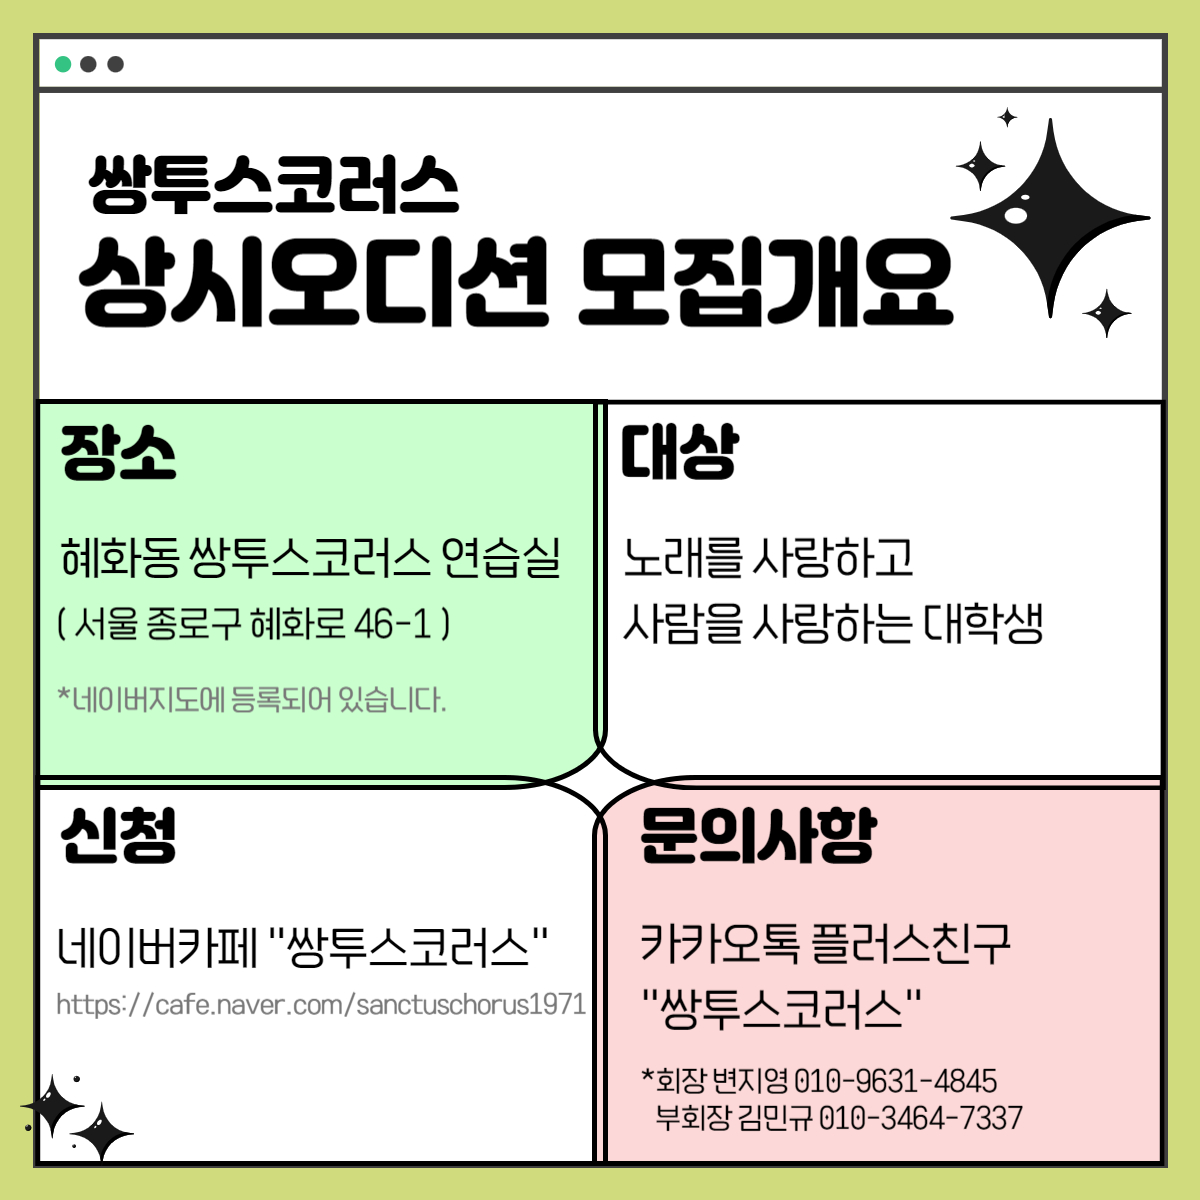 쌍투스코러스
상시오디션 모집개요
장소
혜화동 쌍투스코러스 연습실
( 서울 종로구 혜화로 46-1 )
*네이버지도에 등록되어 있습니다.
대상
노래를 사랑하고
사람을 사랑하는 대학생
신청
네이버카페 "쌍투스코러스"
https://cafe.naver.com/sanctuschorus1971
문의사항
카카오톡 플러스친구
"쌍투스코러스"
*회장 변지영 010-9631-4845
부회장 김민규 010-3464-7337